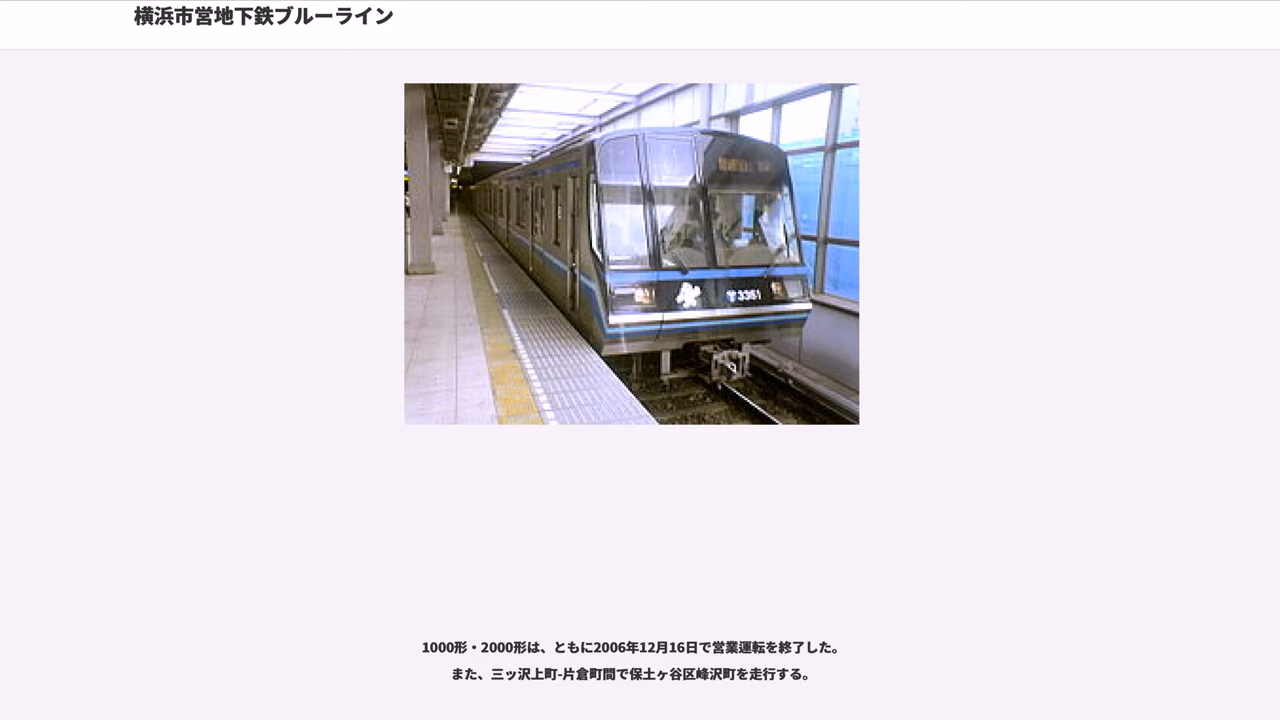 横浜市営地下鉄ブルーライン
3351
1000形・2000形は、ともに2006年12月16日で営業運転を終了した。
また、三ッ沢上町-片倉町間で保土ヶ谷区峰沢町を走行する。